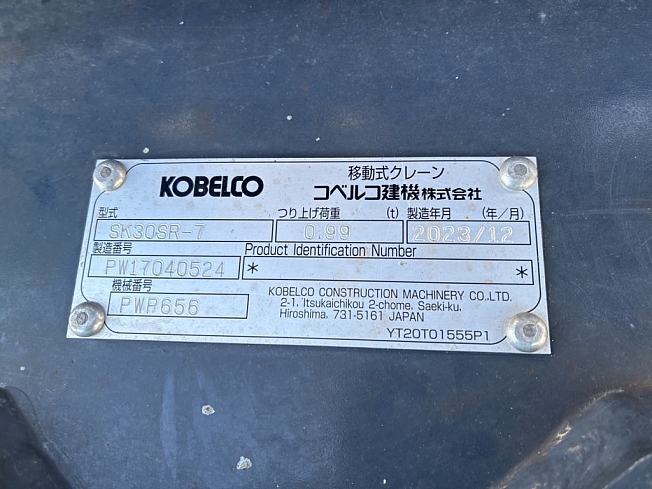 KOBELCO
移動式クレーン
コベルコ建機株式会社
型式 つり上げ荷重 (t) 製造年月 (年/月)
SK30SR-7 0.99 2023/12
製造番号 Product Identification Number
PW17040524 * *
機械番号
PWR656
KOBELCO CONSTRUCTION MACHINERY CO.,LTD.
2-1, Itsukaichikou 2-chome, Saeki-ku,
Hiroshima, 731-5161 JAPAN
YT20T01555P1